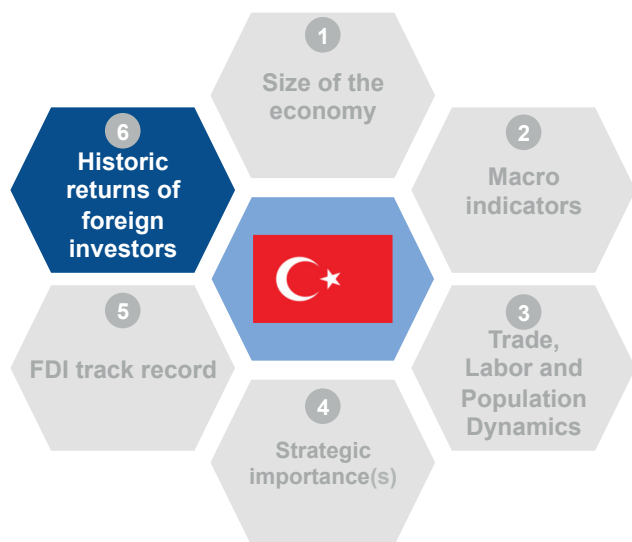 1
Size of the
economy
2
Macro
indicators
3
Trade,
Labor and
Population
Dynamics
4
Strategic
importance(s)
5
FDI track record
6
Historic
returns of
foreign
investors